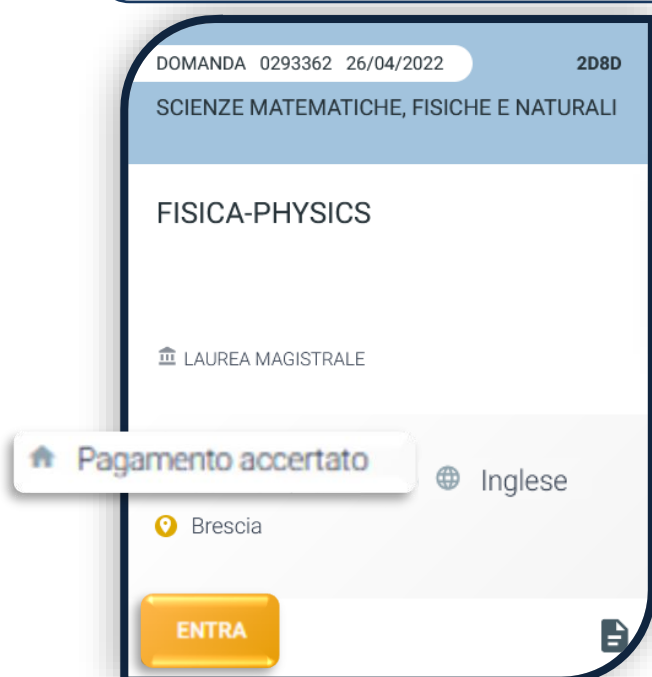 DOMANDA 0293362 26/04/2022 2D8D
SCIENZE MATEMATICHE, FISICHE E NATURALI
FISICA-PHYSICS
LAUREA MAGISTRALE
Pagamento accertato
Inglese
Brescia
ENTRA